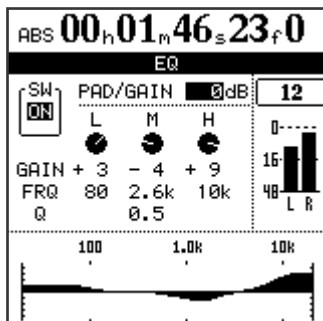 ABS 00h01m46s23f0
EQ
SW PAD/GAIN 0dB 12
ON
L M H
GAIN + 3 - 4 + 9
FRQ 80 2.6k 10k
Q 0.5
0
16
48
L R
100 1.0k 10k